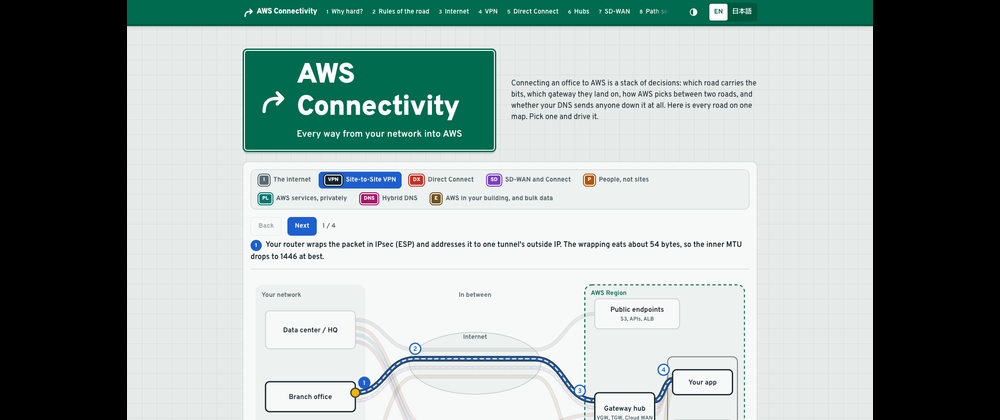 AWS Connectivity 1 Why hard? 2 Rules of the road 3 Internet 4 VPN 5 Direct Connect 6 Hubs 7 SD-WAN 8 Path EN 日本語
AWS
Connectivity
Every way from your network into AWS
Connecting an office to AWS is a stack of decisions: which road carries the
bits, which gateway they land on, how AWS picks between two roads, and
whether your DNS sends anyone down it at all. Here is every road on one
map. Pick one and drive it.
I The internet VPN Site-to-Site VPN DX Direct Connect SD SD-WAN and Connect P People, not sites
PL AWS services, privately DNS Hybrid DNS E AWS in your building, and bulk data
Back Next 1 / 4
1 Your router wraps the packet in IPsec (ESP) and addresses it to one tunnel's outside IP. The wrapping eats about 54 bytes, so the inner MTU
drops to 1446 at best.
Your network In between AWS Region
Public endpoints
S3, APIs, ALB
Data center / HQ
Internet
2
4
Your app
1
3
Branch office
Gateway hub
VGW, TGW, Cloud WAN